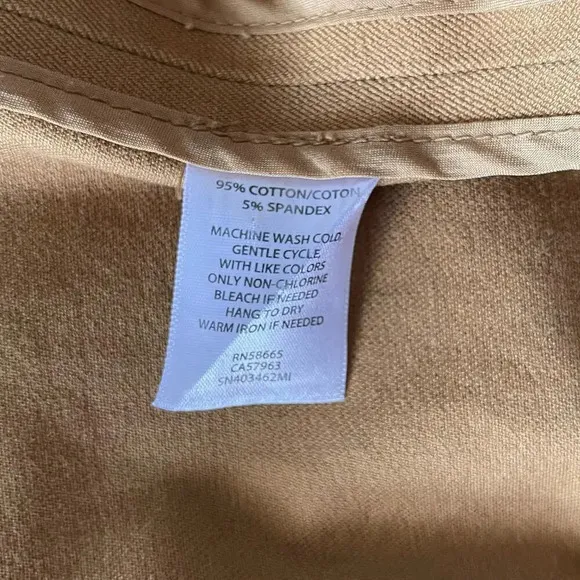 95% COTTON/COTON
5% SPANDEX
MACHINE WASH COLD
GENTLE CYCLE
WITH LIKE COLORS
ONLY NON-CHLORINE
BLEACH IF NEEDED
HANG TO DRY
WARM IRON IF NEEDED
RN58665
CA57963
SN403462MI